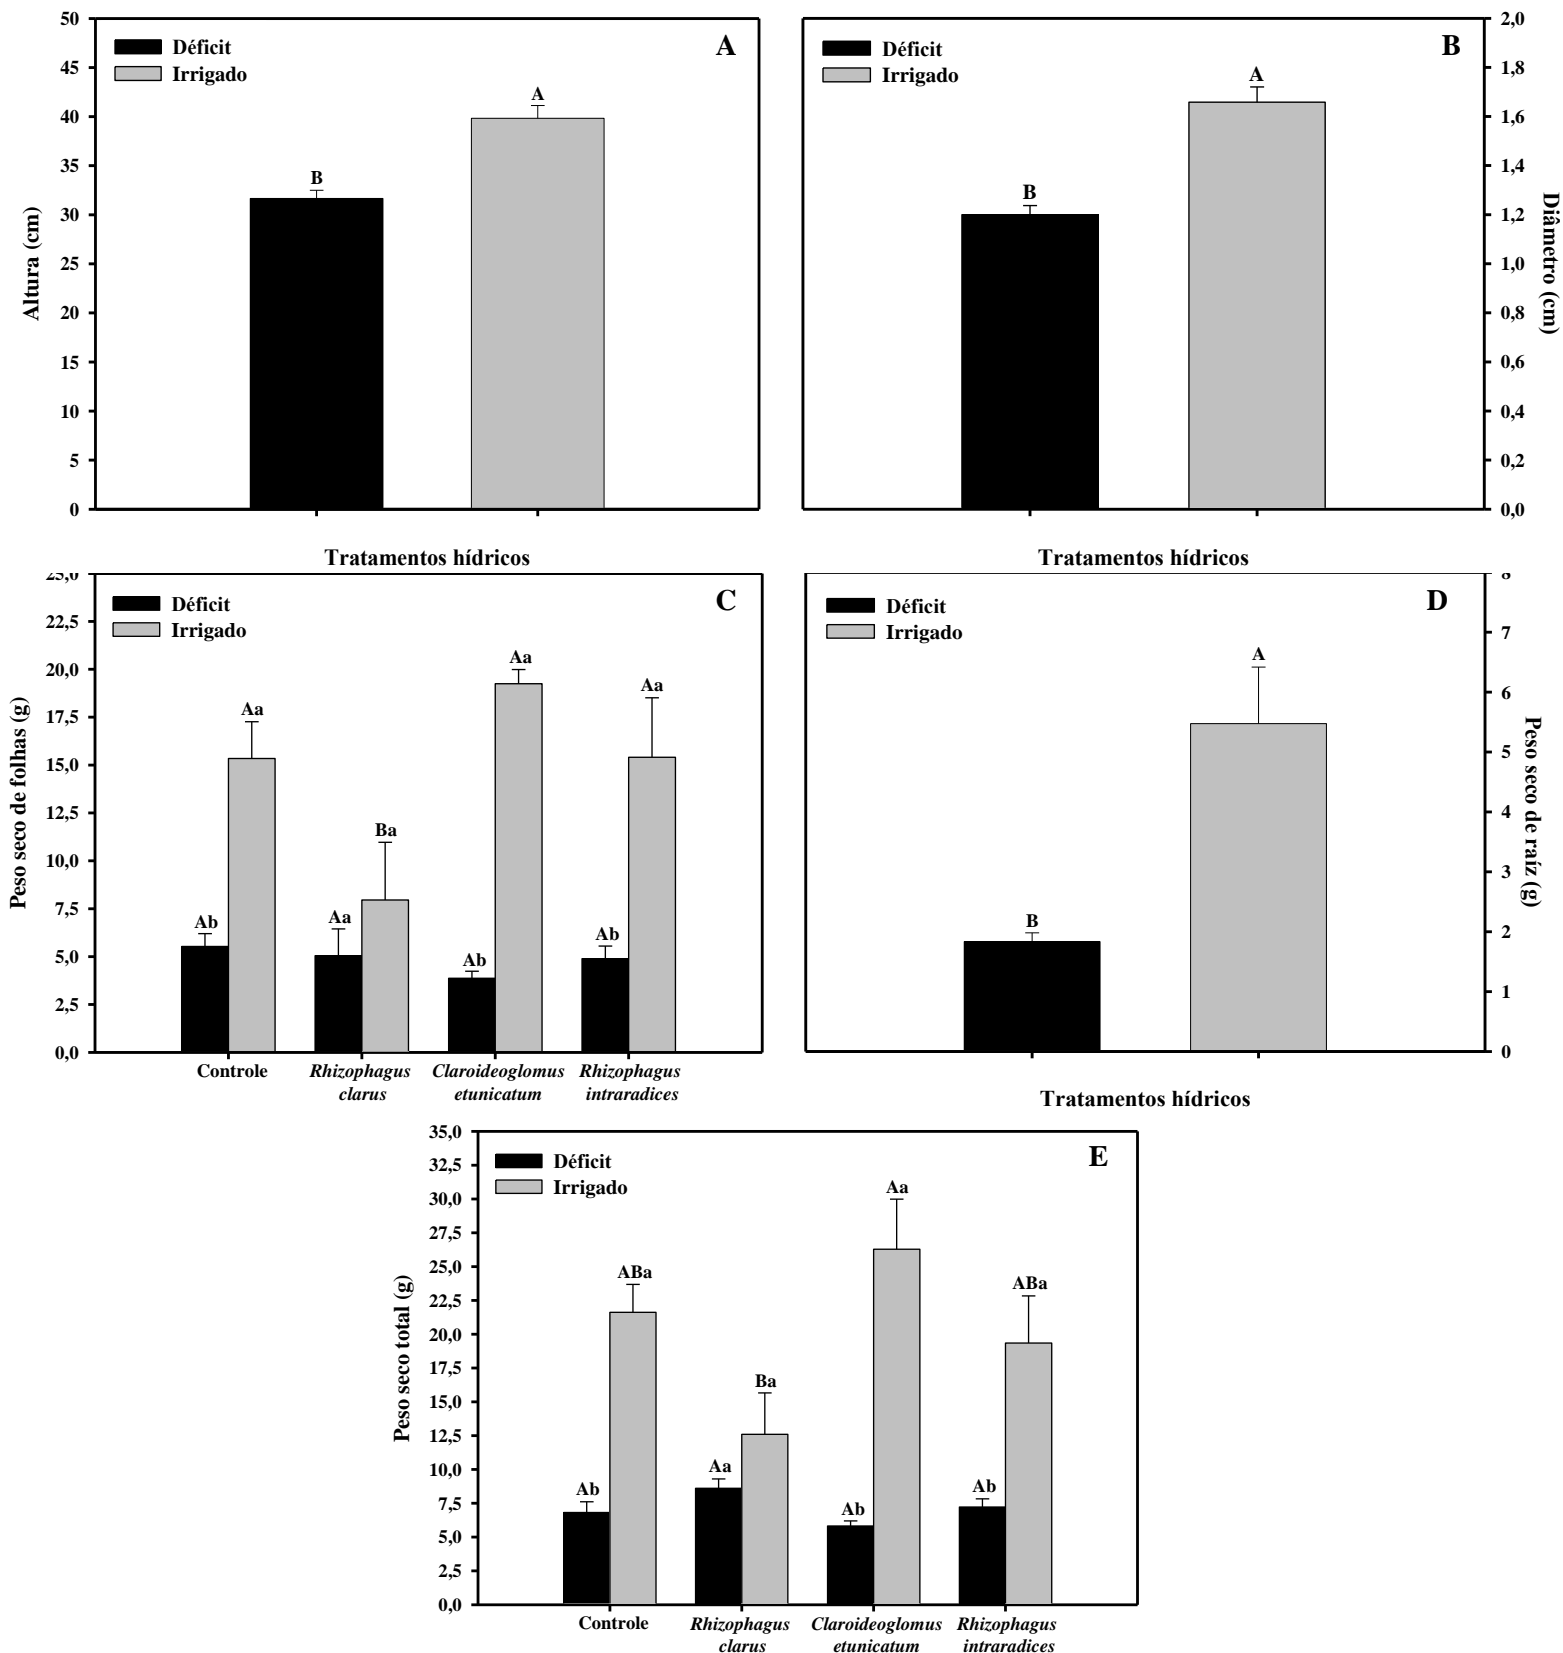 A
Déficit
Irrigado
50
45
40
35
30
25
20
15
10
5
0
Altura (cm)
B
A
Tratamentos hídricos
B
Déficit
Irrigado
2,0
1,8
1,6
1,4
1,2
1,0
0,8
0,6
0,4
0,2
0,0
Diâmetro (cm)
B
A
Tratamentos hídricos
C
Déficit
Irrigado
25,0
22,5
20,0
17,5
15,0
12,5
10,0
7,5
5,0
2,5
0,0
Peso seco de folhas (g)
Ab
Aa
Aa
Ba
Ab
Aa
Ab
Aa
Controle
Rhizophagus
clarus
Claroideoglomus
etunicatum
Rhizophagus
intraradices
D
Déficit
Irrigado
8
7
6
5
4
3
2
1
0
Peso seco de raíz (g)
B
A
Tratamentos hídricos
E
Déficit
Irrigado
35,0
32,5
30,0
27,5
25,0
22,5
20,0
17,5
15,0
12,5
10,0
7,5
5,0
2,5
0,0
Peso seco total (g)
Ab
ABa
Aa
Ba
Ab
Aa
Ab
ABa
Controle
Rhizophagus
clarus
Claroideoglomus
etunicatum
Rhizophagus
intraradices